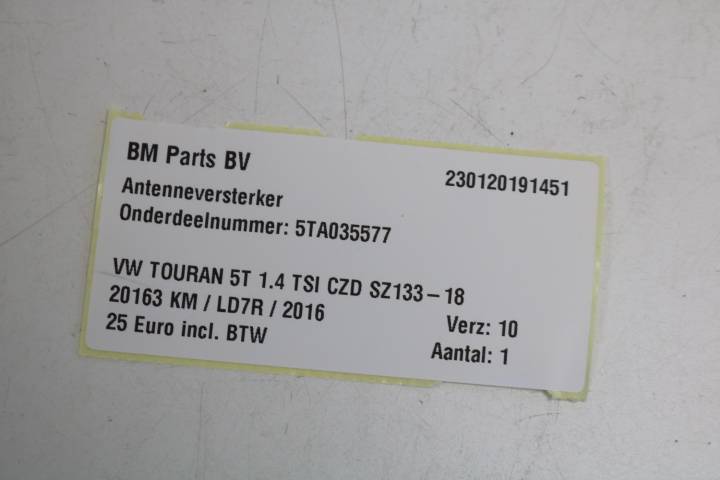 BM Parts BV
230120191451
Antenneversterker
Onderdeelnummer: 5TA035577
VW TOURAN 5T 1.4 TSI CZD SZ133-18
20163 KM / LD7R / 2016
Verz: 10
25 Euro incl. BTW
Aantal: 1